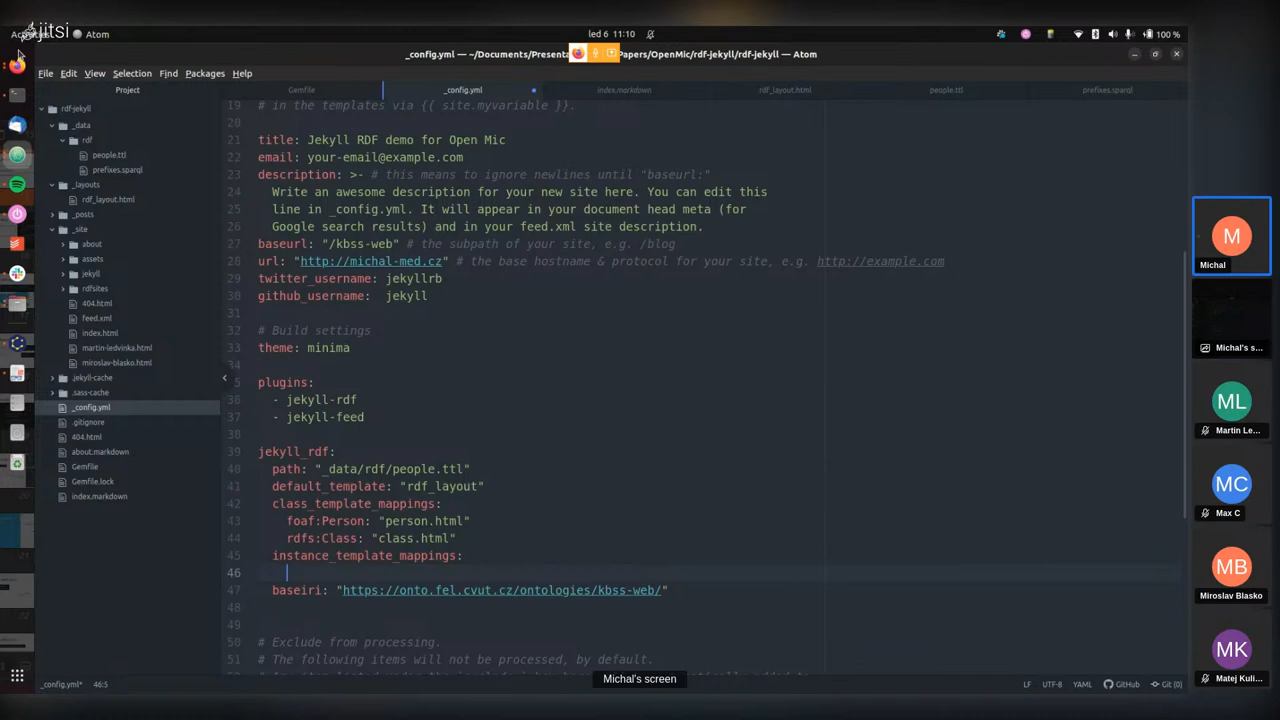 jitsi
Atom
led 6 11:10
100 %
_config.yml — ~/Documents/Presenta
apers/OpenMic/rdf-jekyll/rdf-jekyll — Atom
File Edit View Selection Find Packages Help
Project
Gemfile
_config.yml
index.markdown
rdf_layout.html
people.ttl
prefixes.sparql
rdf-jekyll
_data
rdf
people.ttl
prefixes.sparql
_layouts
rdf_layout.html
_posts
_site
about
assets
jekyll
rdfsites
404.html
feed.xml
index.html
martin-ledvinka.html
miroslav-blasko.html
.jekyll-cache
.sass-cache
_config.yml
.gitignore
404.html
about.markdown
Gemfile
Gemfile.lock
index.markdown
19 # in the templates via {{ site.myvariable }}.
20
21 title: Jekyll RDF demo for Open Mic
22 email: your-email@example.com
23 description: >- # this means to ignore newlines until "baseurl:"
24 Write an awesome description for your new site here. You can edit this
25 line in _config.yml. It will appear in your document head meta (for
26 Google search results) and in your feed.xml site description.
27 baseurl: "/kbss-web" # the subpath of your site, e.g. /blog
28 url: "http://michal-med.cz" # the base hostname & protocol for your site, e.g. http://example.com
29 twitter_username: jekyllrb
30 github_username:  jekyll
31
32 # Build settings
33 theme: minima
34
5 plugins:
36 - jekyll-rdf
37 - jekyll-feed
38
39 jekyll_rdf:
40 path: "_data/rdf/people.ttl"
41 default_template: "rdf_layout"
42 class_template_mappings:
43 foaf:Person: "person.html"
44 rdfs:Class: "class.html"
45 instance_template_mappings:
46
47 baseiri: "https://onto.fel.cvut.cz/ontologies/kbss-web/"
48
49
50 # Exclude from processing.
51 # The following items will not be processed, by default.
_config.yml* 46:5
LF UTF-8 YAML GitHub Git (0)
Michal's screen
M
Michal
Michal's s...
ML
Martin Le...
MC
Max C
MB
Miroslav Blasko
MK
Matej Kuli...